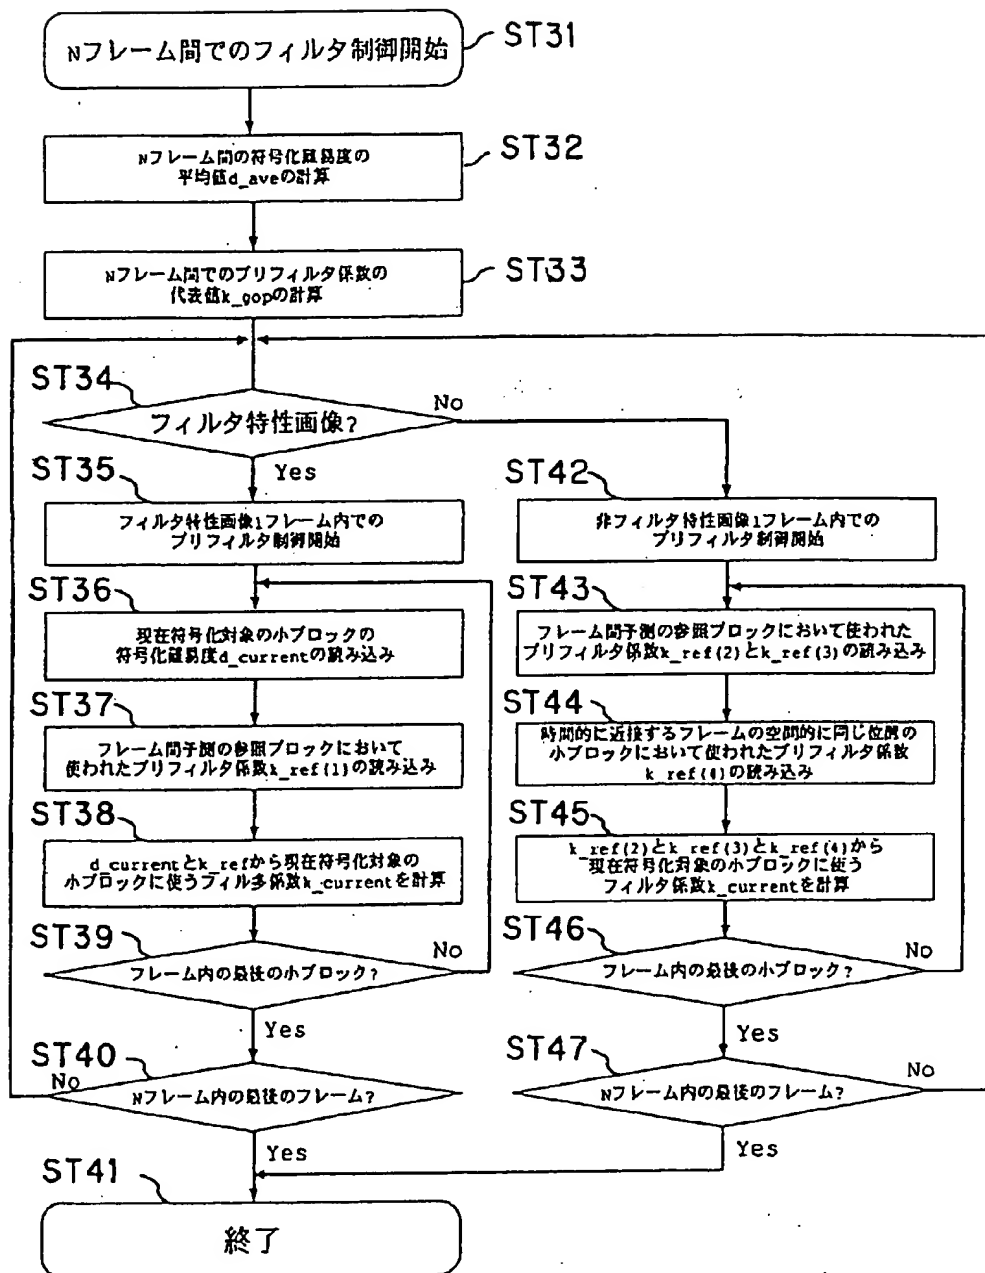 Nフレーム間でのフィルタ制御開始
ST31
Nフレーム間の符号化難易度の
平均値d_aveの計算
ST32
Nフレーム間でのプリフィルタ係数の
代表値k_gopの計算
ST33
ST34
フィルタ特性画像?
No
Yes
ST35
フィルタ特性画像1フレーム内での
プリフィルタ制御開始
ST36
現在符号化対象の小ブロックの
符号化難易度d_currentの読み込み
ST37
フレーム間予測の参照ブロックにおいて
使われたプリフィルタ係数k_ref(1)の読み込み
ST38
d_currentとk_refから現在符号化対象の
小ブロックに使うフィル多係数k_currentを計算
ST39
フレーム内の最後の小ブロック?
No
Yes
ST40
No
Nフレーム内の最後のフレーム?
Yes
ST41
終了
ST42
非フィルタ特性画像1フレーム内での
プリフィルタ制御開始
ST43
フレーム間予測の参照ブロックにおいて使われた
プリフィルタ係数k_ref(2)とk_ref(3)の読み込み
ST44
時間的に近接するフレームの空間的に同じ位置の
小ブロックにおいて使われたプリフィルタ係数
k_ref(4)の読み込み
ST45
k_ref(2)とk_ref(3)とk_ref(4)から
現在符号化対象の小ブロックに使う
フィルタ係数k_currentを計算
ST46
フレーム内の最後の小ブロック?
No
Yes
ST47
Nフレーム内の最後のフレーム?
No
Yes